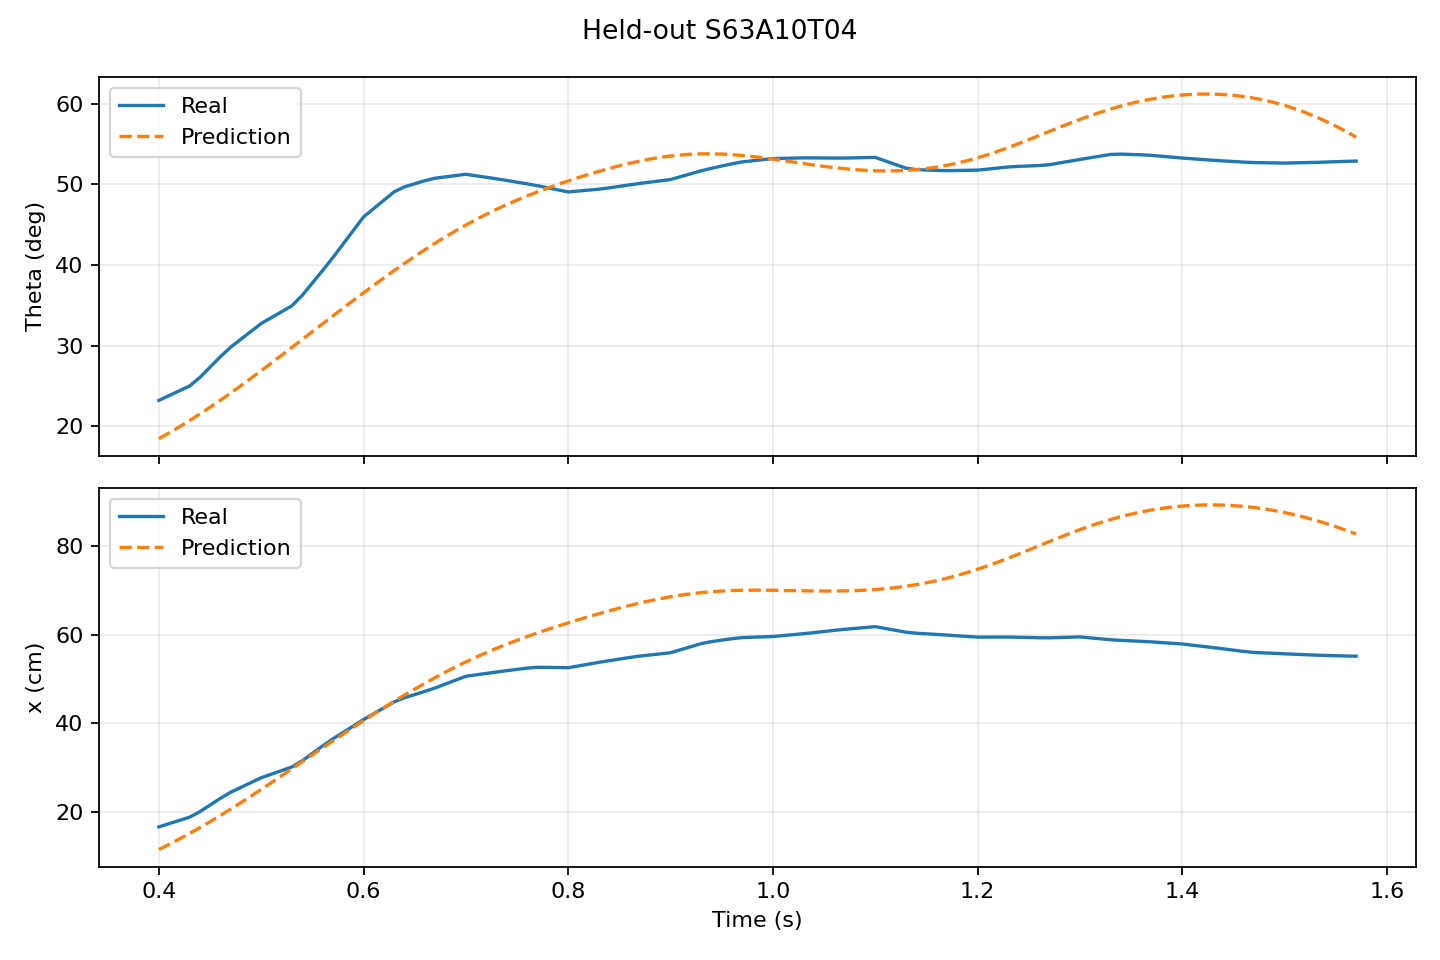 Held-out S63A10T04
Real
Prediction
60
50
40
30
20
Theta (deg)
Real
Prediction
80
60
40
20
x (cm)
0.4 0.6 0.8 1.0 1.2 1.4 1.6
Time (s)